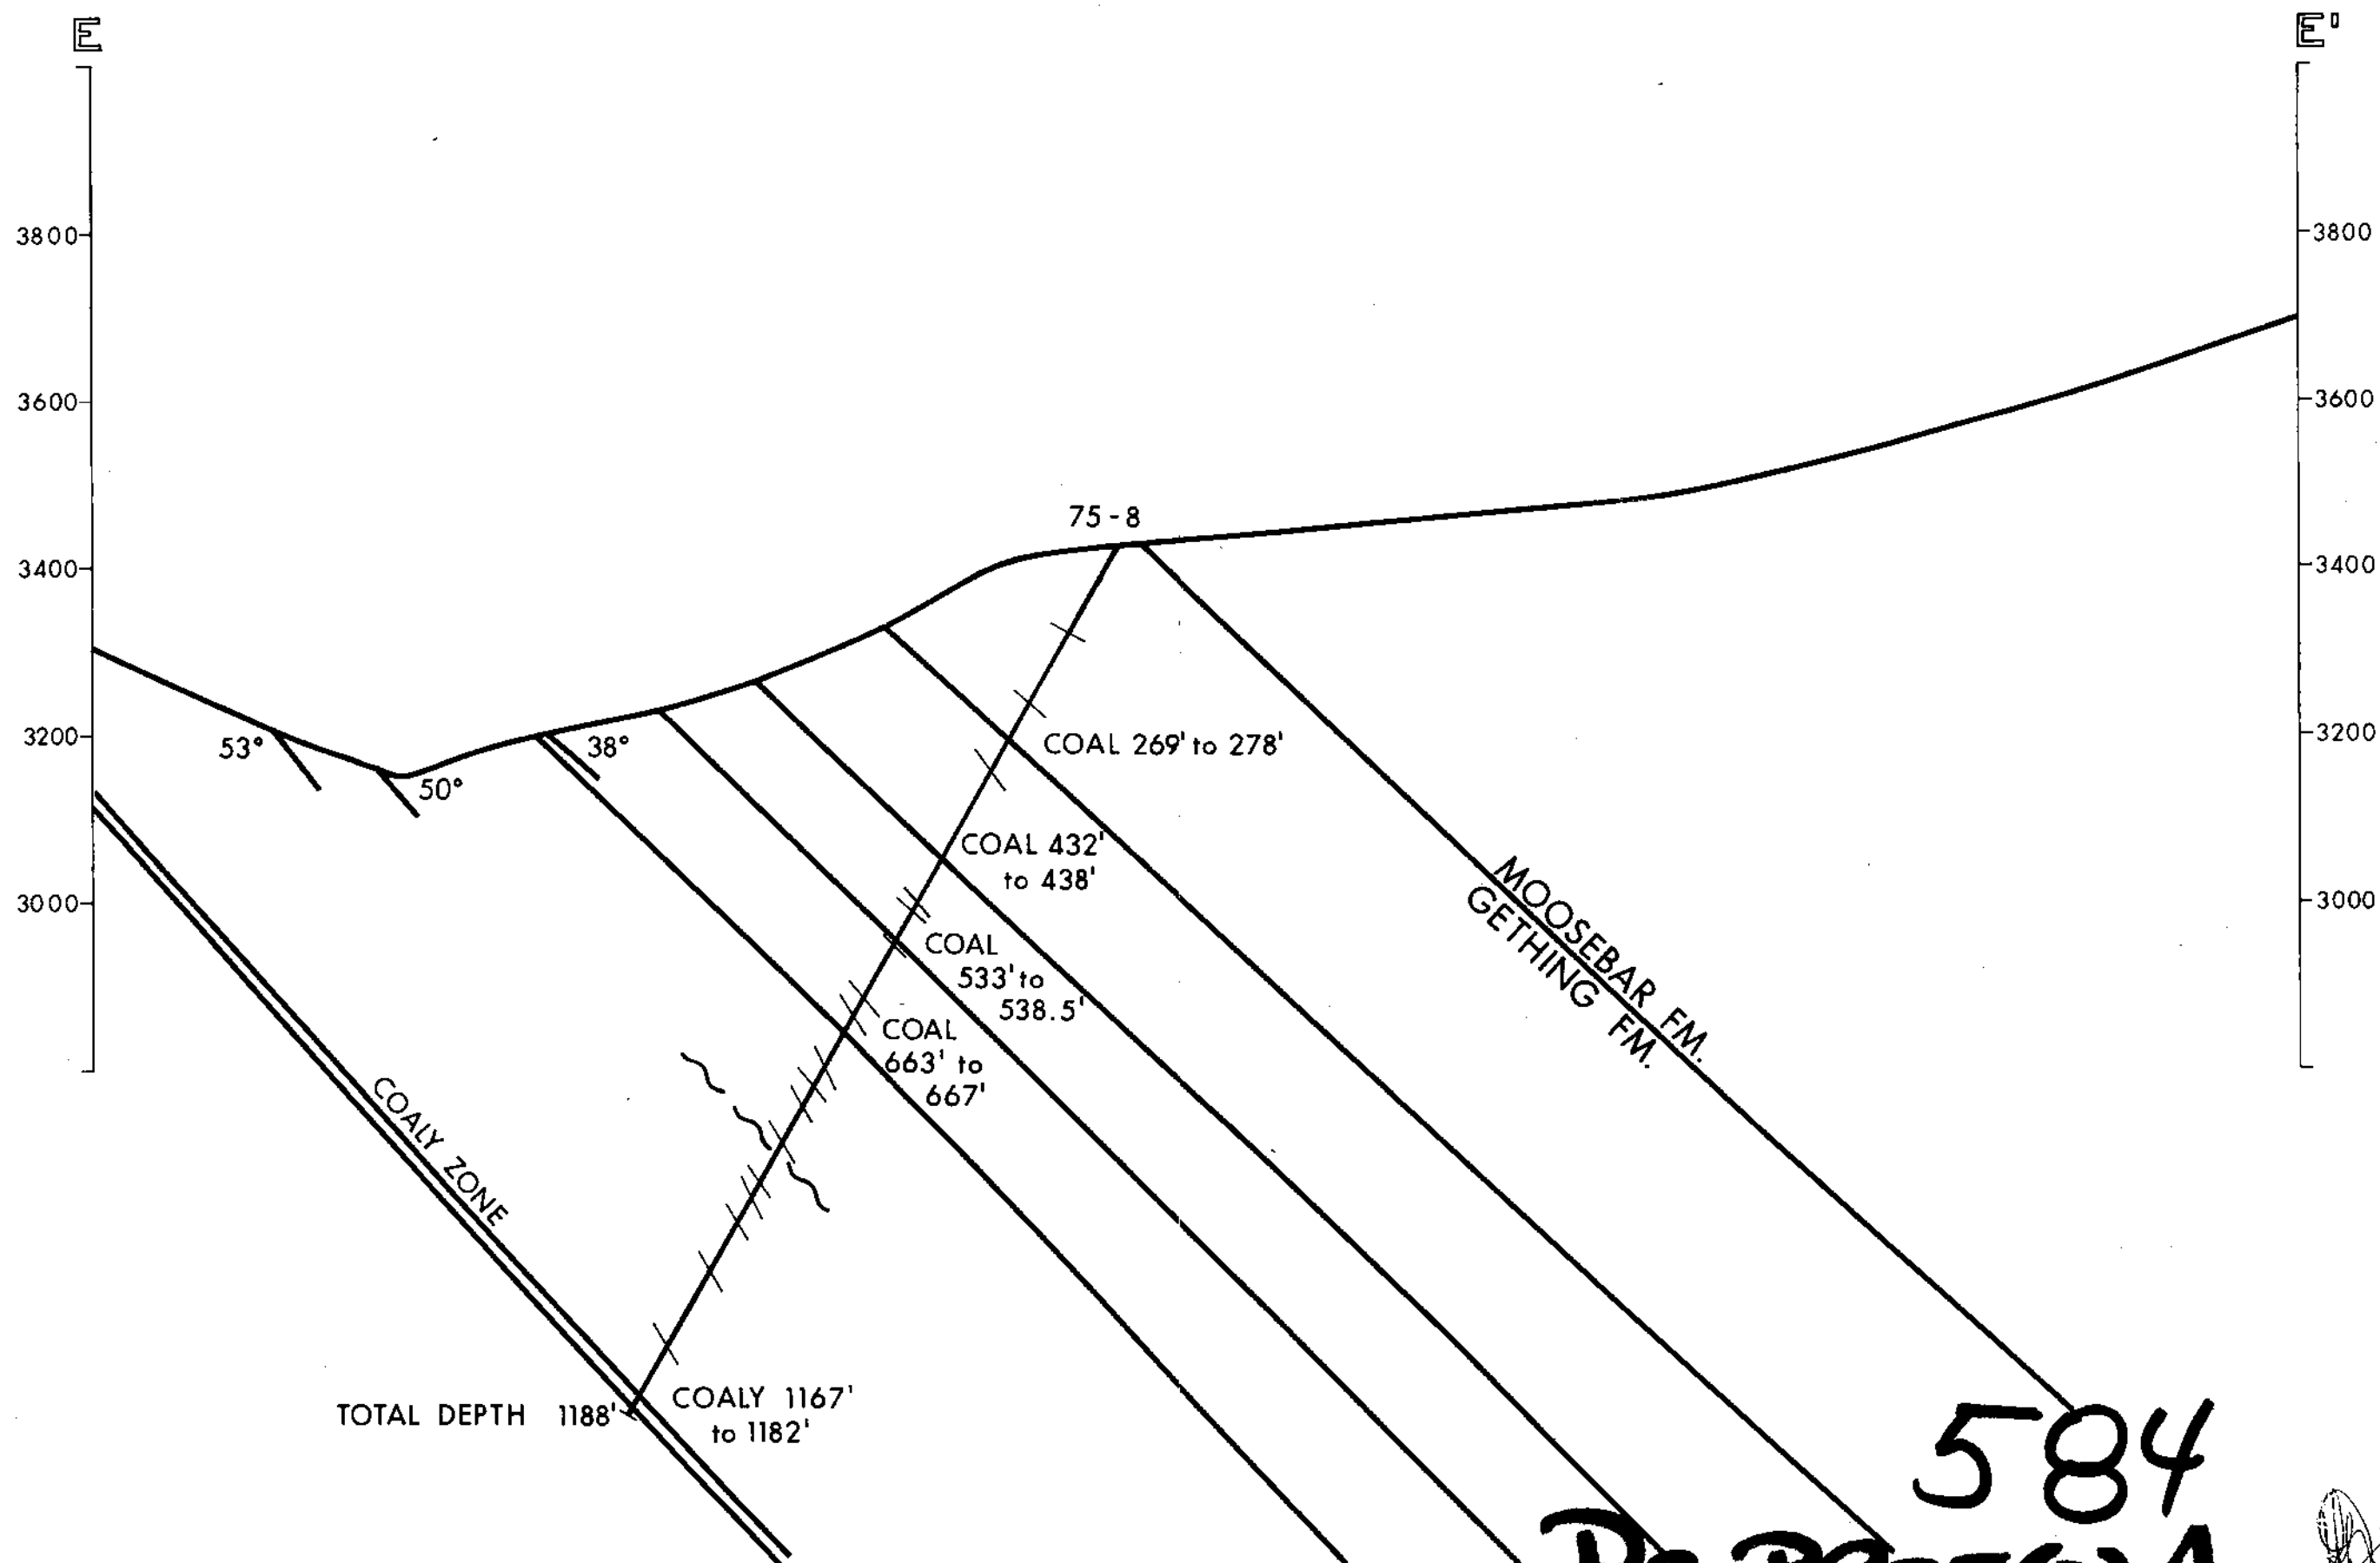 E
E'
3800
3800
3600
3600
75-8
3400
3400
3200
3200
53°
38°
50°
COAL 269' to 278'
COAL 432'
to 438'
3000
3000
MOOSEBAR FM.
GETHING FM.
COAL
533' to
538.5'
COAL
663' to
667'
COALY ZONE
TOTAL DEPTH 1188'
COALY 1167'
to 1182'
584